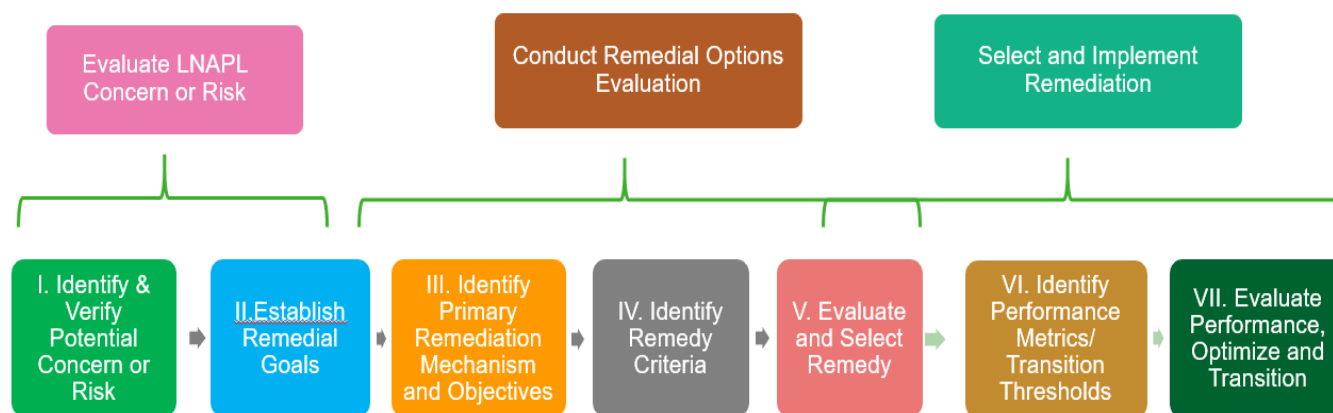 Evaluate LNAPL
Concern or Risk
Conduct Remedial Options
Evaluation
Select and Implement
Remediation
I. Identify &
Verify
Potential
Concern or
Risk
II.Establish
Remedial
Goals
III. Identify
Primary
Remediation
Mechanism
and Objectives
IV. Identify
Remedy
Criteria
V. Evaluate
and Select
Remedy
VI. Identify
Performance
Metrics/
Transition
Thresholds
VII. Evaluate
Performance,
Optimize and
Transition